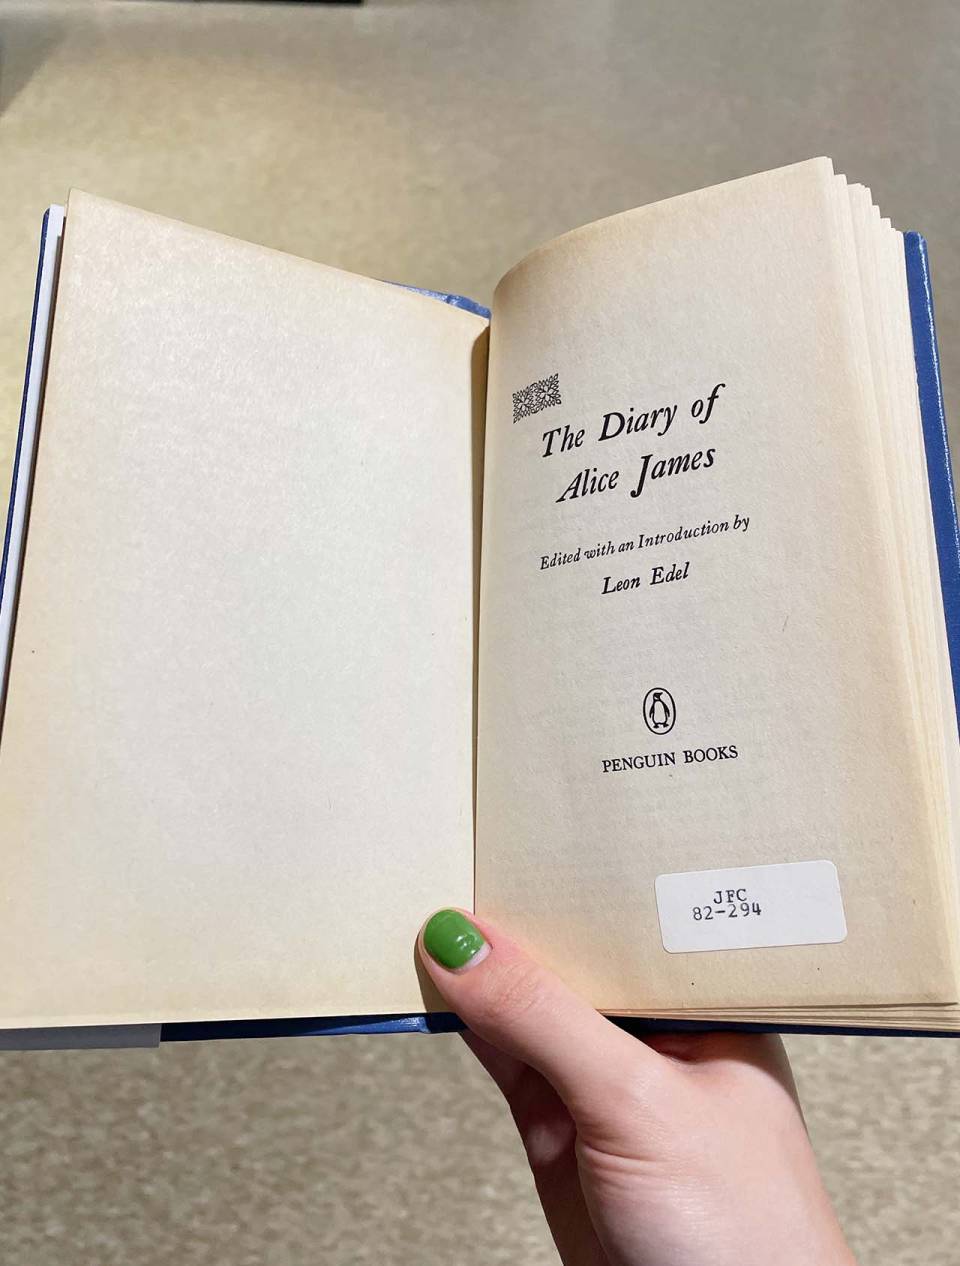 The Diary of
Alice James
Edited with an Introduction by
Leon Edel
PENGUIN BOOKS
JFC
82-294